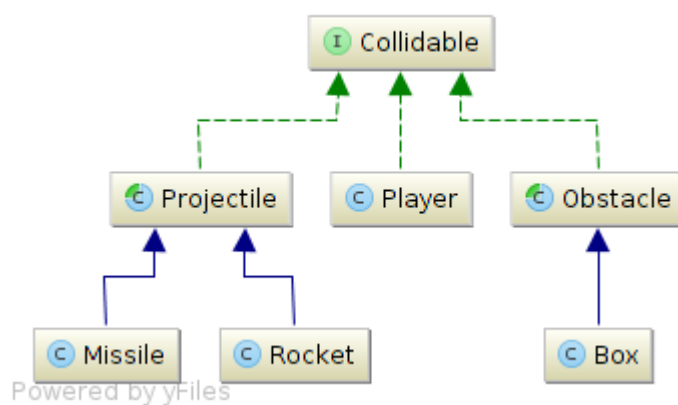 I Collidable
C Projectile
C Player
C Obstacle
C Missile
C Rocket
C Box
Powered by yFiles